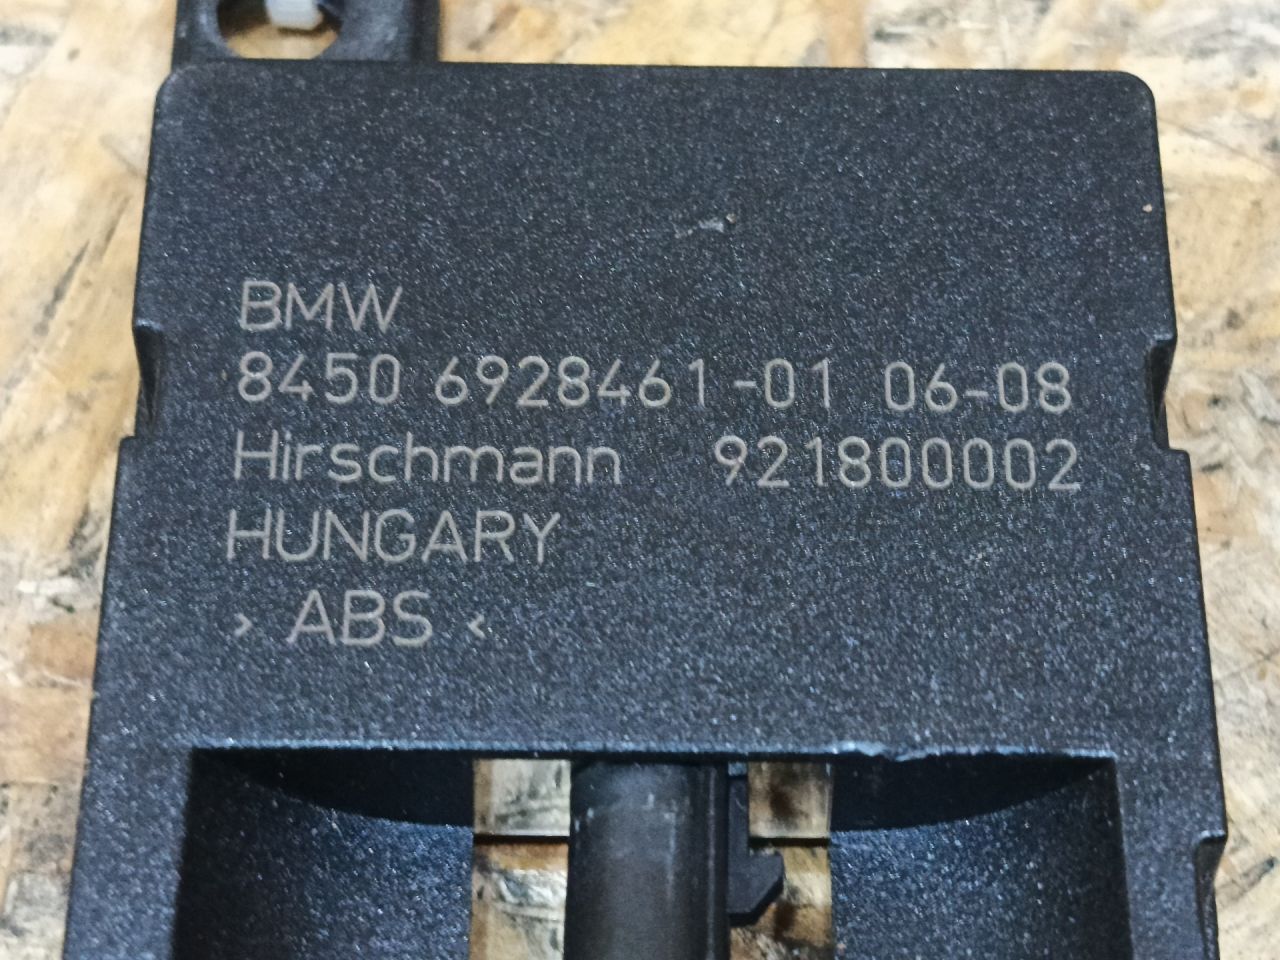 BMW
8450 6928461-01 06-08
Hirschmann 921800002
HUNGARY
> ABS <